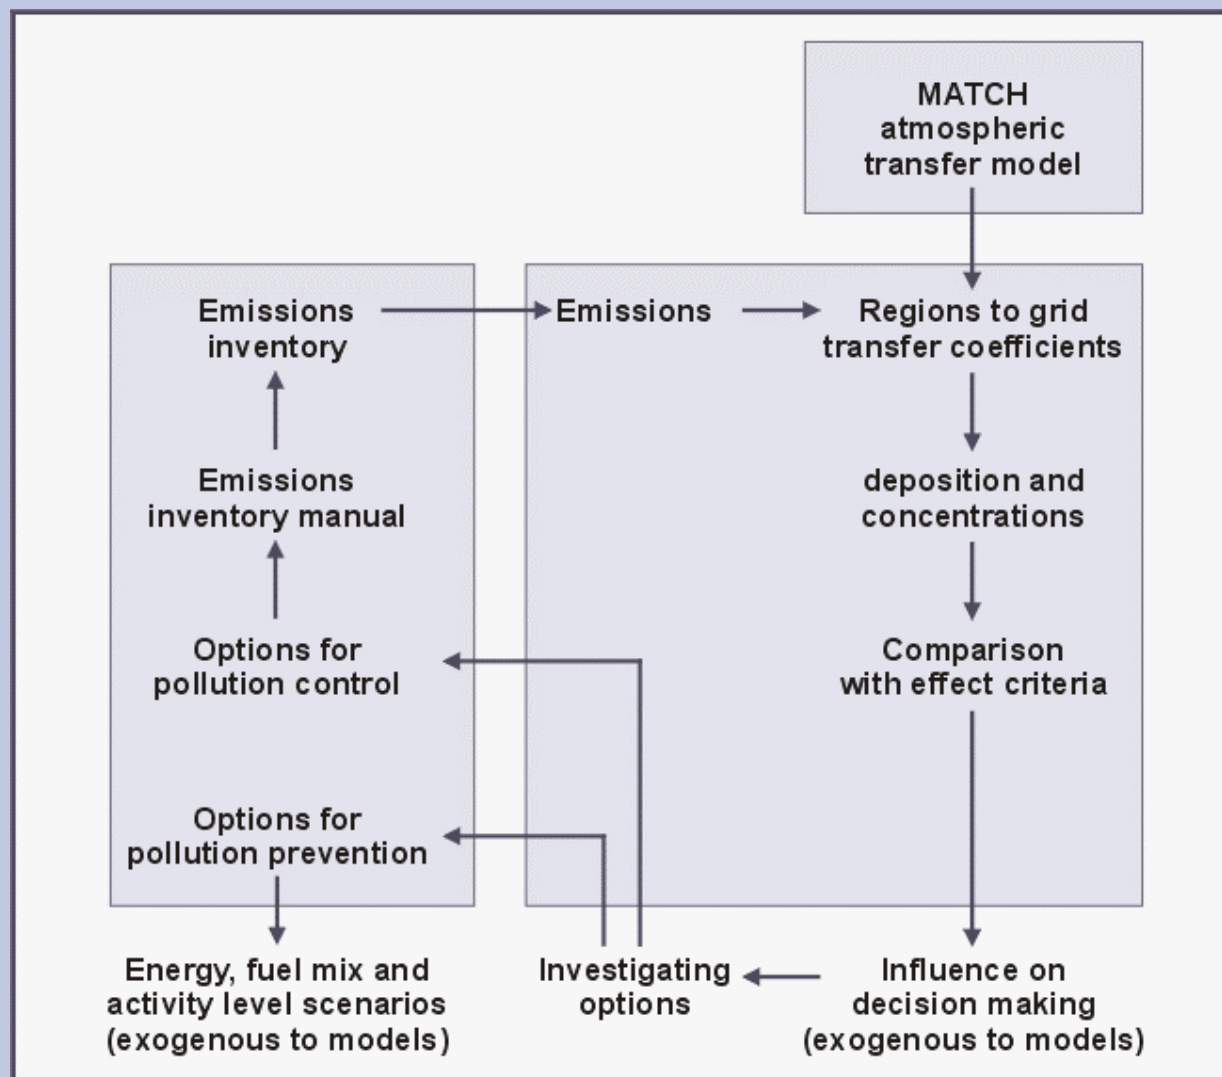 MATCH
atmospheric
transfer model
Emissions
inventory
Emissions
Regions to grid
transfer coefficients
Emissions
inventory manual
deposition and
concentrations
Options for
pollution control
Comparison
with effect criteria
Options for
pollution prevention
Energy, fuel mix and
activity level scenarios
(exogenous to models)
Investigating
options
Influence on
decision making
(exogenous to models)